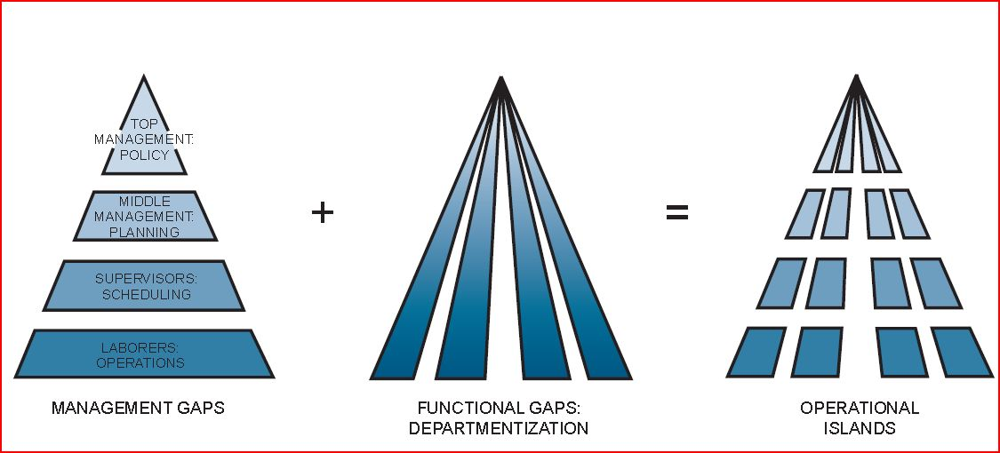 TOP
MANAGEMENT:
POLICY
MIDDLE
MANAGEMENT:
PLANNING
SUPERVISORS:
SCHEDULING
LABORERS:
OPERATIONS
MANAGEMENT GAPS
+
FUNCTIONAL GAPS:
DEPARTMENTIZATION
=
OPERATIONAL
ISLANDS